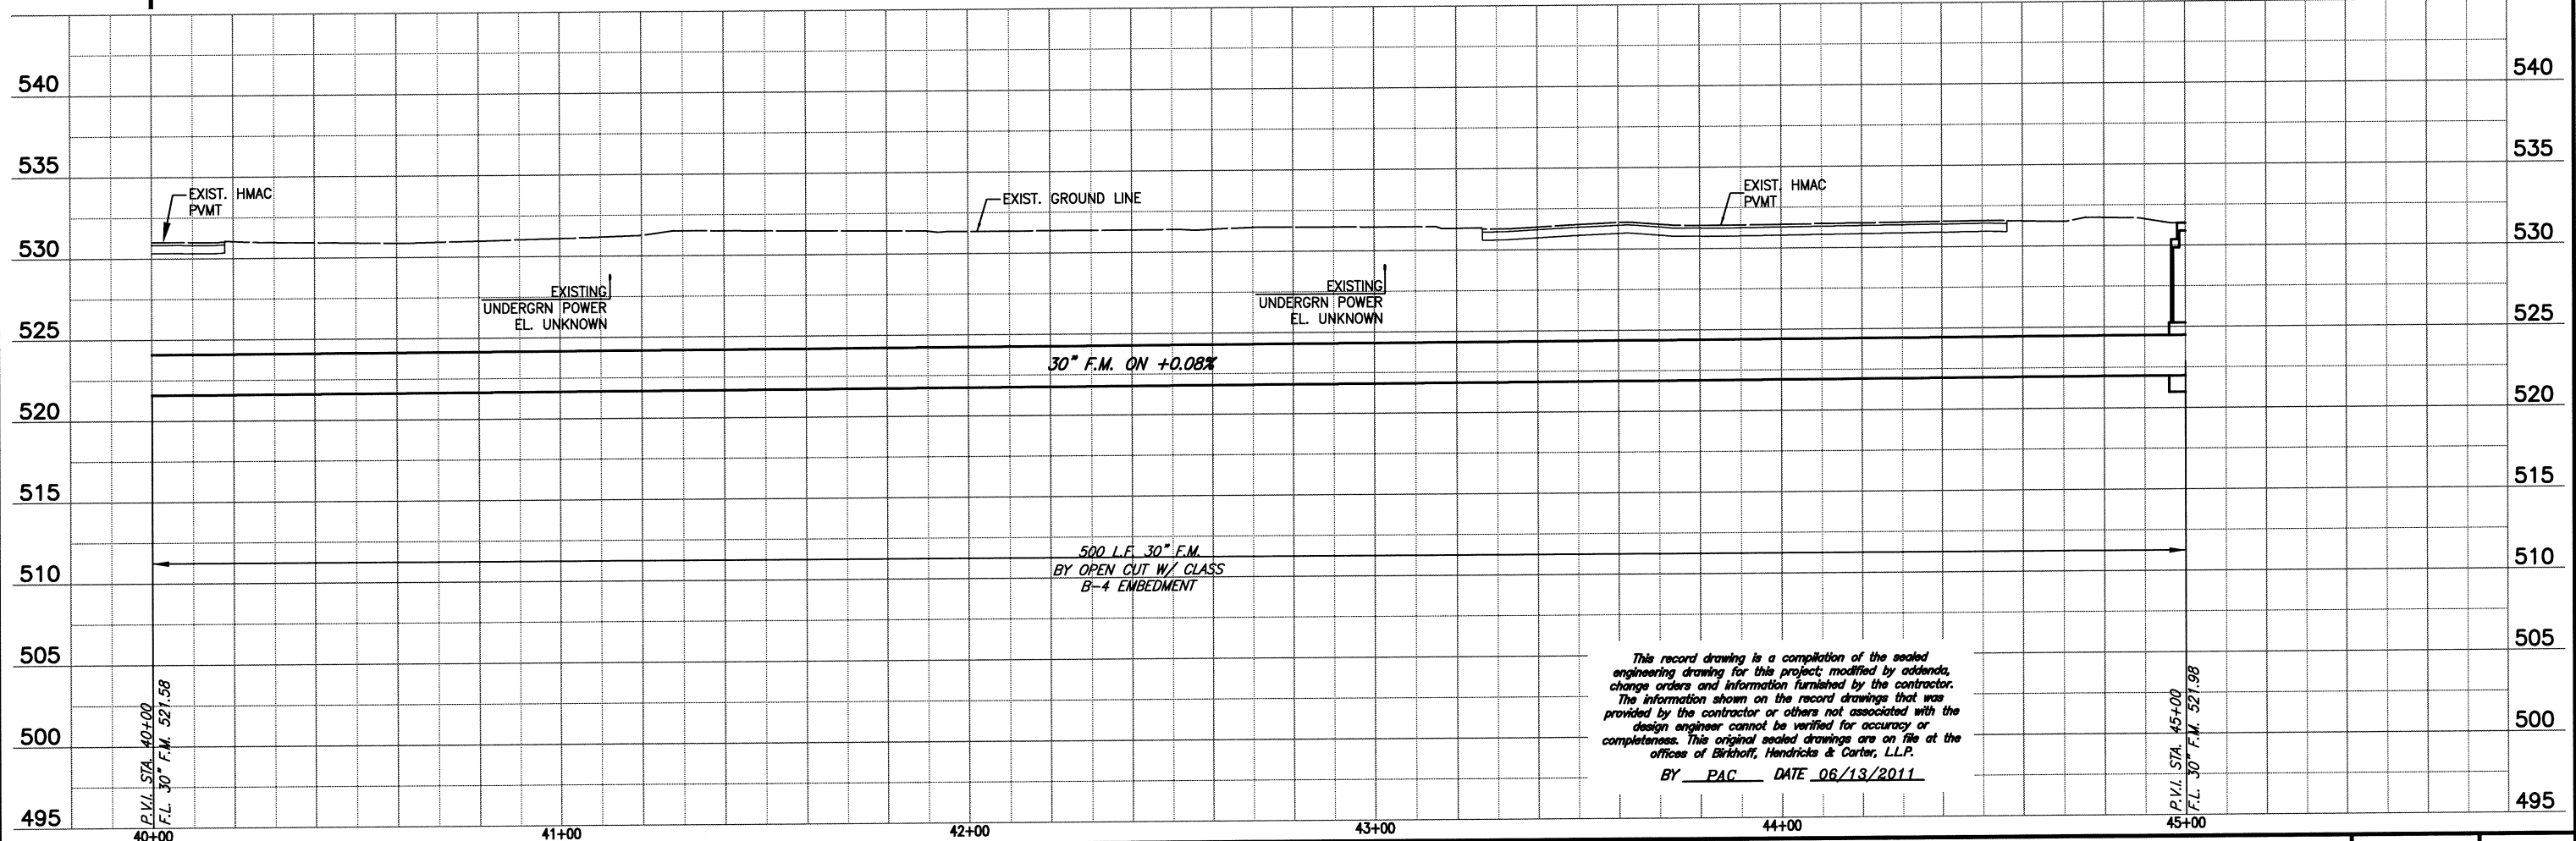 540
540
535
535
EXIST. HMAC
PVMT
EXIST. GROUND LINE
EXIST. HMAC
PVMT
530
530
EXISTING
UNDERGRN POWER
EL. UNKNOWN
EXISTING
UNDERGRN POWER
EL. UNKNOWN
525
525
30" F.M. ON +0.08%
520
520
515
515
500 L.F. 30" F.M.
BY OPEN CUT W/ CLASS
B-4 EMBEDMENT
510
510
505
505
This record drawing is a compilation of the sealed
engineering drawing for this project; modified by addenda,
change orders and information furnished by the contractor.
The information shown on the record drawings that was
provided by the contractor or others not associated with the
design engineer cannot be verified for accuracy or
completeness. This original sealed drawings are on file at the
offices of Birkhoff, Hendricks & Carter, L.L.P.
BY PAC DATE 06/13/2011
P.V.I. STA. 40+00
F.L. 30" F.M. 521.58
P.V.I. STA. 45+00
F.L. 30" F.M. 521.98
500
500
495
495
40+00
41+00
42+00
43+00
44+00
45+00